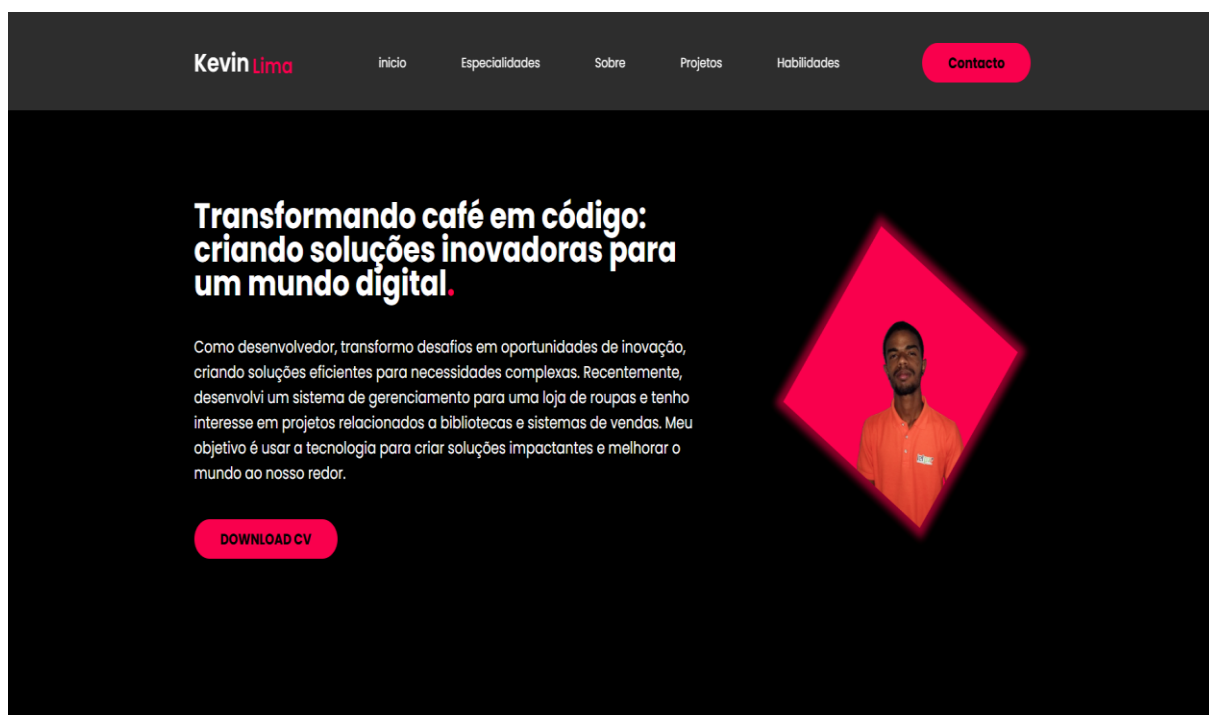 Kevin Lima inicio Especialidades Sobre Projetos Habilidades Contacto
Transformando café em código:
criando soluções inovadoras para
um mundo digital.
Como desenvolvedor, transformo desafios em oportunidades de inovação,
criando soluções eficientes para necessidades complexas. Recentemente,
desenvolvi um sistema de gerenciamento para uma loja de roupas e tenho
interesse em projetos relacionados a bibliotecas e sistemas de vendas. Meu
objetivo é usar a tecnologia para criar soluções impactantes e melhorar o
mundo ao nosso redor.
DOWNLOAD CV